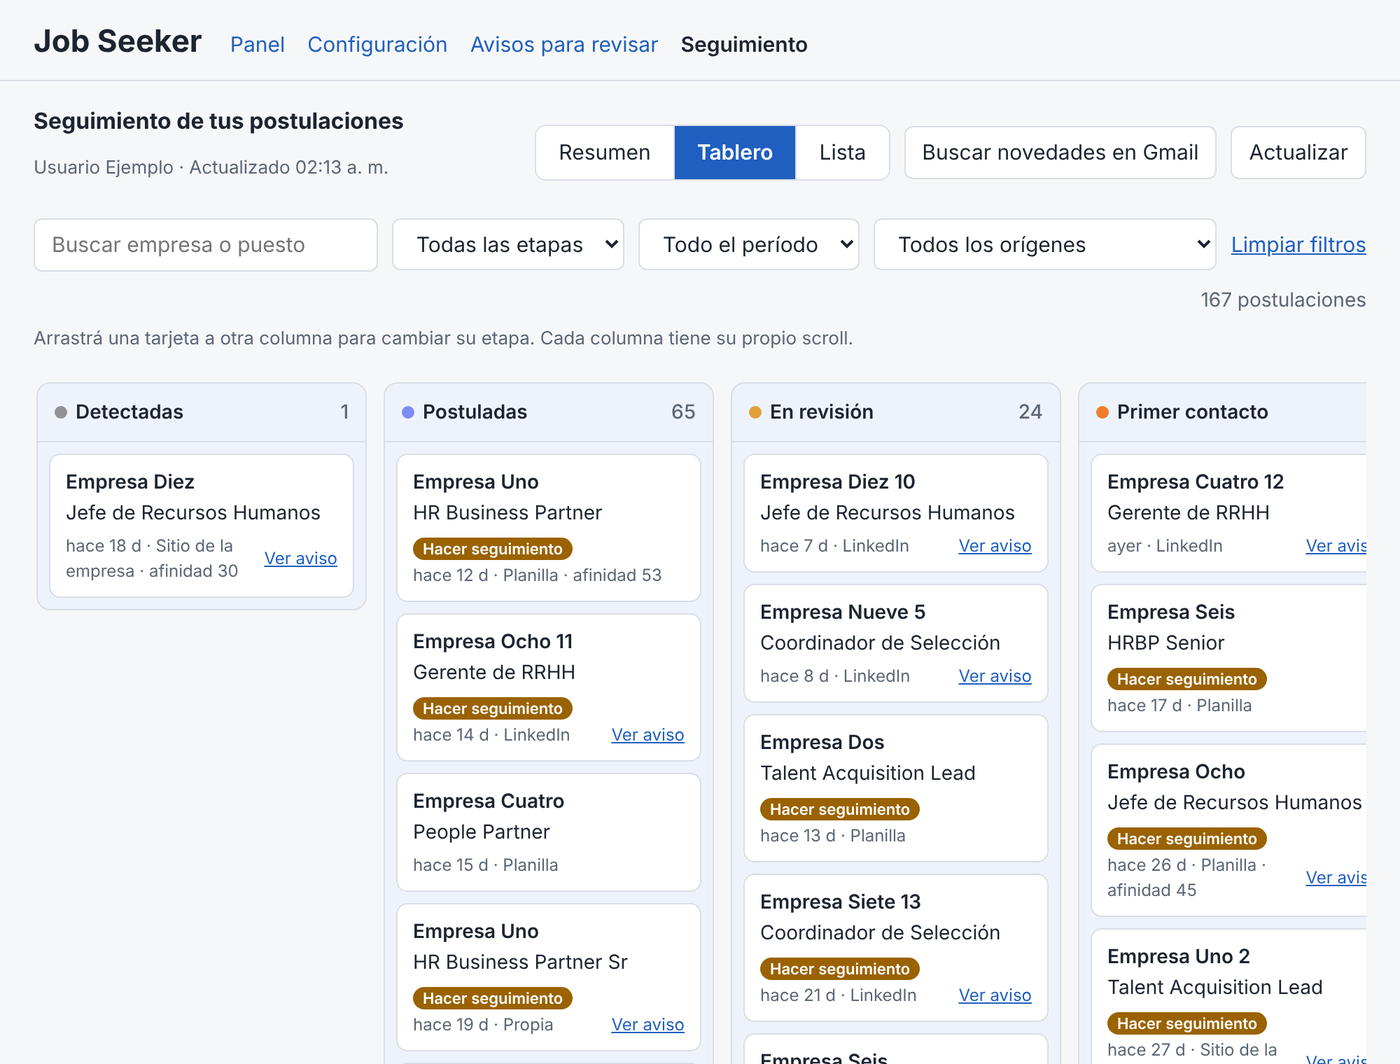 Job Seeker
Panel
Configuración
Avisos para revisar
Seguimiento
Seguimiento de tus postulaciones
Usuario Ejemplo · Actualizado 02:13 a. m.
Resumen
Tablero
Lista
Buscar novedades en Gmail
Actualizar
Buscar empresa o puesto
Todas las etapas
Todo el período
Todos los orígenes
Limpiar filtros
167 postulaciones
Arrastrá una tarjeta a otra columna para cambiar su etapa. Cada columna tiene su propio scroll.
Detectadas 1
Empresa Diez
Jefe de Recursos Humanos
hace 18 d · Sitio de la
empresa · afinidad 30
Ver aviso
Postuladas 65
Empresa Uno
HR Business Partner
Hacer seguimiento
hace 12 d · Planilla · afinidad 53
Empresa Ocho 11
Gerente de RRHH
Hacer seguimiento
hace 14 d · LinkedIn
Ver aviso
Empresa Cuatro
People Partner
hace 15 d · Planilla
Empresa Uno
HR Business Partner Sr
Hacer seguimiento
hace 19 d · Propia
Ver aviso
En revisión 24
Empresa Diez 10
Jefe de Recursos Humanos
hace 7 d · LinkedIn
Ver aviso
Empresa Nueve 5
Coordinador de Selección
hace 8 d · LinkedIn
Ver aviso
Empresa Dos
Talent Acquisition Lead
Hacer seguimiento
hace 13 d · Planilla
Empresa Siete 13
Coordinador de Selección
Hacer seguimiento
hace 21 d · LinkedIn
Ver aviso
Empresa Seis
Primer contacto
Empresa Cuatro 12
Gerente de RRHH
ayer · LinkedIn
Ver avis
Empresa Seis
HRBP Senior
Hacer seguimiento
hace 17 d · Planilla
Empresa Ocho
Jefe de Recursos Humanos
Hacer seguimiento
hace 26 d · Planilla ·
afinidad 45
Ver avis
Empresa Uno 2
Talent Acquisition Lead
Hacer seguimiento
hace 27 d · Sitio de la
Ver avis